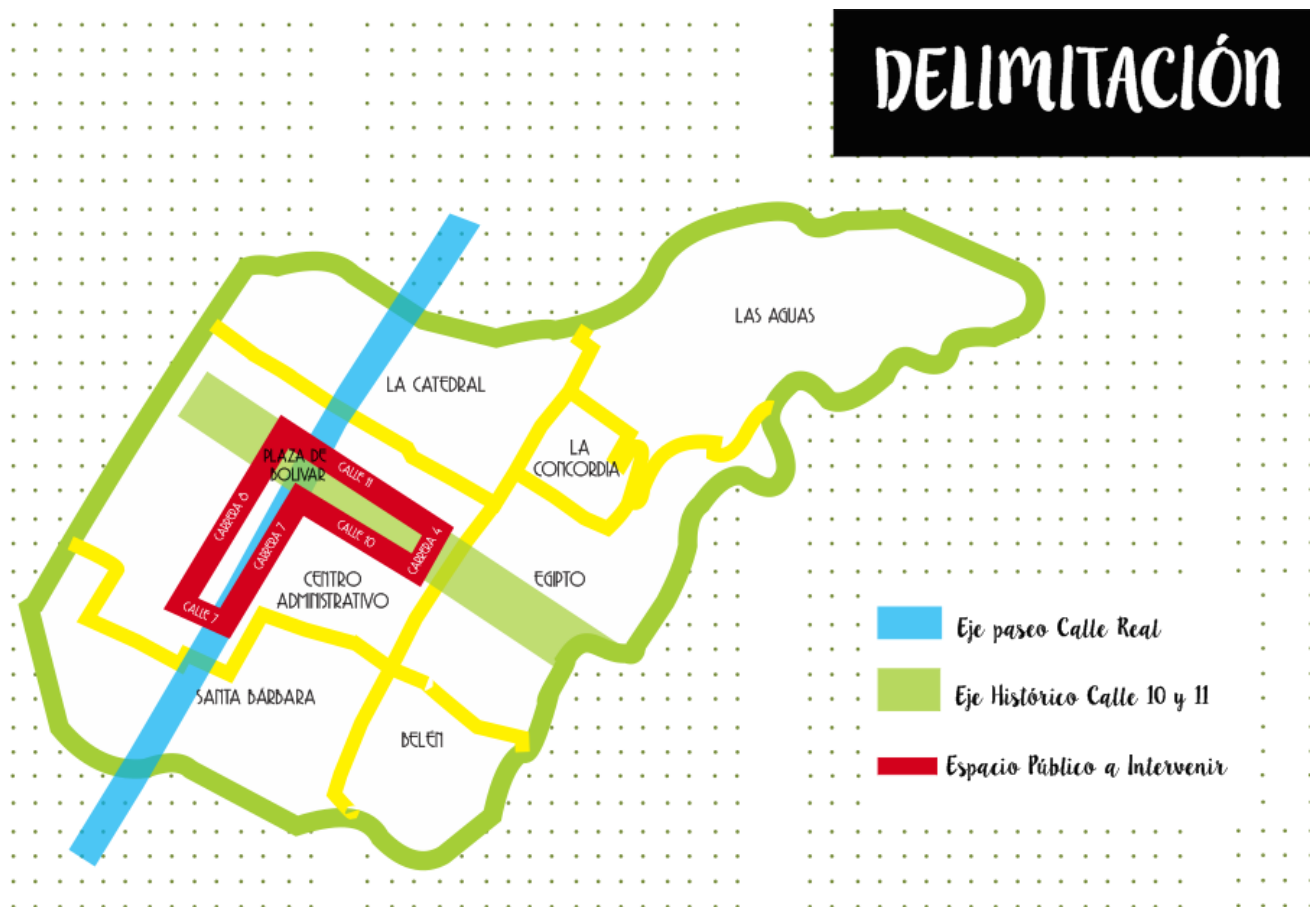 DELIMITACIÓN
LAS AGUAS
LA CATEDRAL
LA
CONCORDIA
PLAZA DE
BOLIVAR
CALLE 11
CARRERA 8
CARRERA 7
CALLE 10
CARRERA 4
CALLE 7
CENTRO
ADMINISTRATIVO
EGIPTO
SANTA BÁRBARA
BELÉN
Eje paseo Calle Real
Eje Histórico Calle 10 y 11
Espacio Público a Intervenir